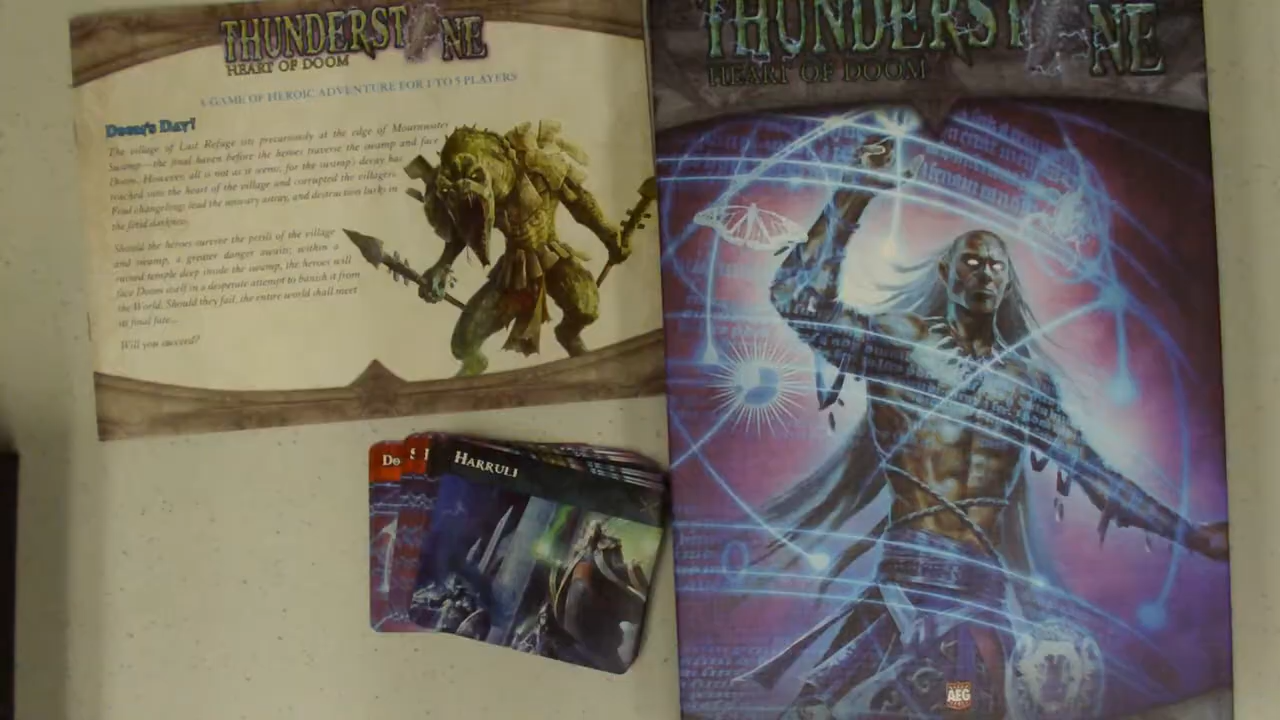 THUNDERSTONE
HEART OF DOOM
A GAME OF HEROIC ADVENTURE FOR 1 TO 5 PLAYERS
Doom's Day!
The village of Last Refuge sits precariously at the edge of Mournwater
Swamp—the final haven before the heroes traverse the swamp and face
Doom. However, all is not as it seems, for the swamp's decay has
reached into the heart of the village and corrupted the villagers.
Foul changelings lead the unwary astray, and destruction lurks in
the fetid darkness.
Should the heroes survive the perils of the village
and swamp, a greater danger awaits; within a
ruined temple deep inside the swamp, the heroes will
face Doom itself in a desperate attempt to banish it from
the World. Should they fail, the entire world shall meet
its final fate...
Will you succeed?
THUNDERSTONE
HEART OF DOOM
Do
HARRULI
AEG